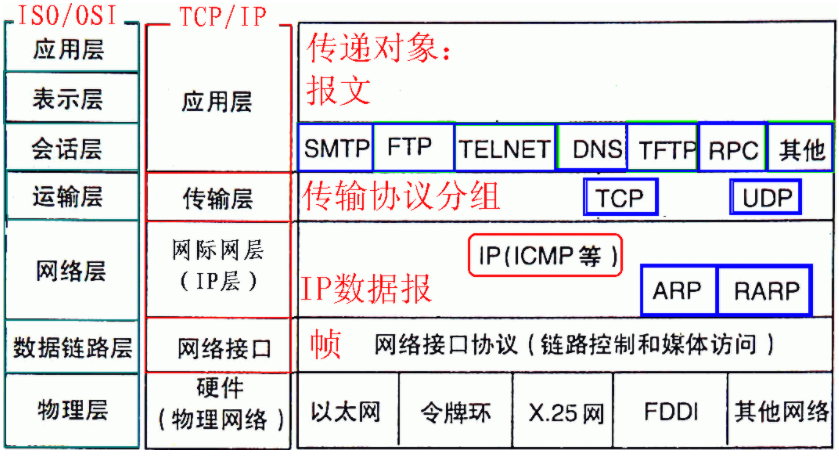 ISO/OSI TCP/IP
应用层 传递对象：
表示层 应用层 报文
会话层 SMTP FTP TELNET DNS TFTP RPC 其他
运输层 传输层 传输协议分组 TCP UDP
网络层 网际网层 IP(ICMP等)
(IP层) IP数据报 ARP RARP
数据链路层 网络接口 帧 网络接口协议(链路控制和媒体访问)
物理层 硬件 以太网 令牌环 X.25网 FDDI 其他网络
(物理网络)